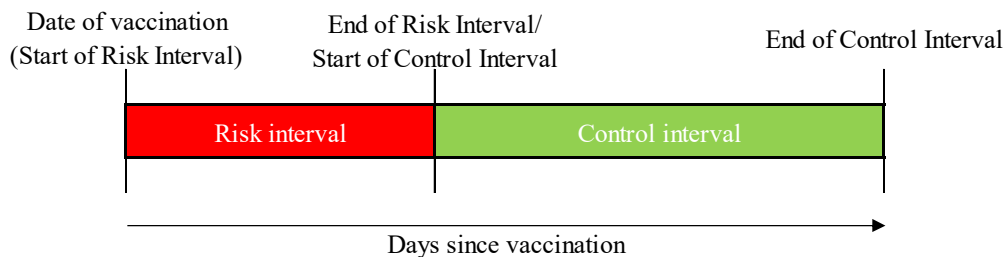 Date of vaccination
(Start of Risk Interval)
End of Risk Interval/
Start of Control Interval
End of Control Interval
Risk interval
Control interval
Days since vaccination